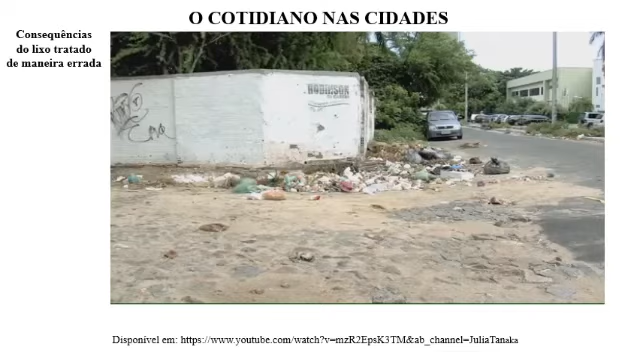 O COTIDIANO NAS CIDADES
Consequências
do lixo tratado
de maneira errada
ROBINSON
Disponível em: https://www.youtube.com/watch?v=mzR2EpsK3TM&ab_channel=JuliaTanaka